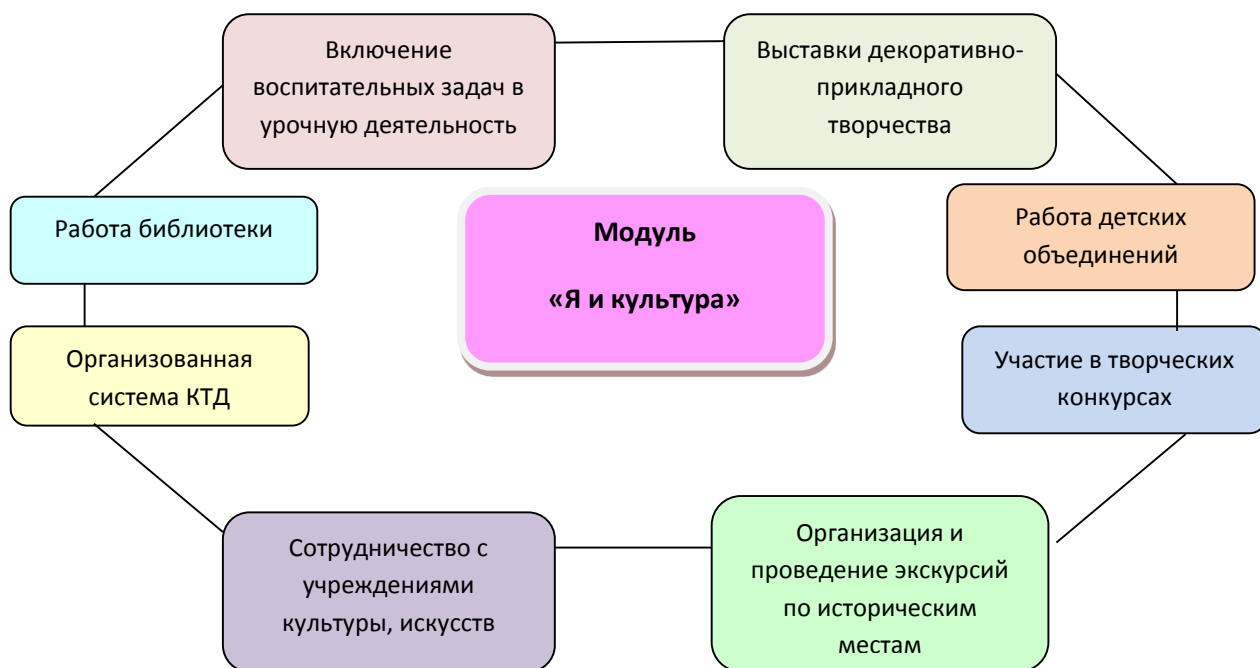 Включение
воспитательных задач в
урочную деятельность
Выставки декоративно-
прикладного
творчества
Работа библиотеки
Модуль
«Я и культура»
Работа детских
объединений
Организованная
система КТД
Участие в творческих
конкурсах
Сотрудничество с
учреждениями
культуры, искусств
Организация и
проведение экскурсий
по историческим
местам